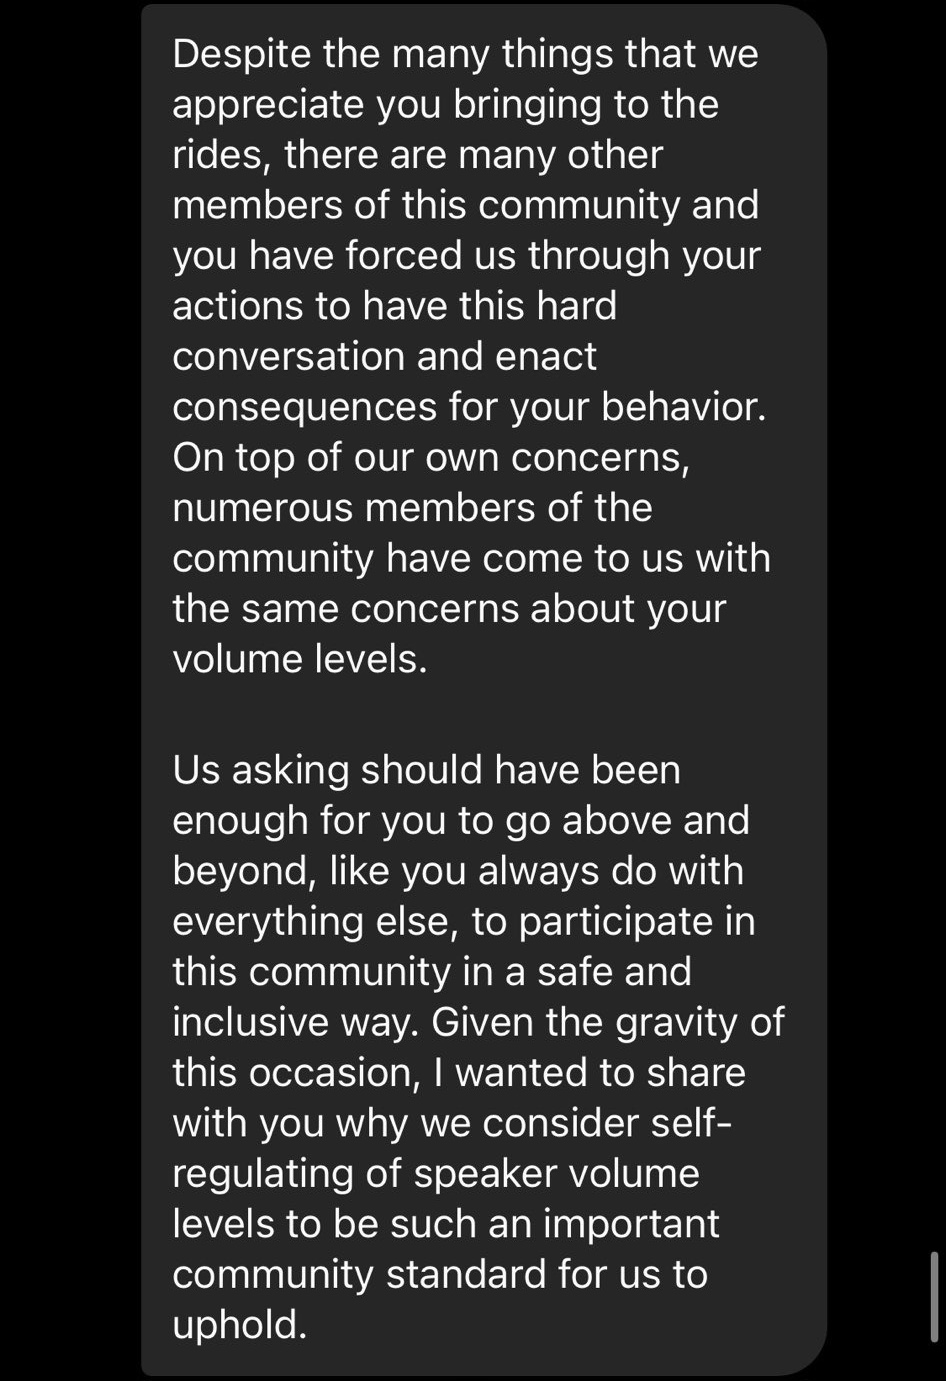 Despite the many things that we
appreciate you bringing to the
rides, there are many other
members of this community and
you have forced us through your
actions to have this hard
conversation and enact
consequences for your behavior.
On top of our own concerns,
numerous members of the
community have come to us with
the same concerns about your
volume levels.
Us asking should have been
enough for you to go above and
beyond, like you always do with
everything else, to participate in
this community in a safe and
inclusive way. Given the gravity of
this occasion, I wanted to share
with you why we consider self-
regulating of speaker volume
levels to be such an important
community standard for us to
uphold.